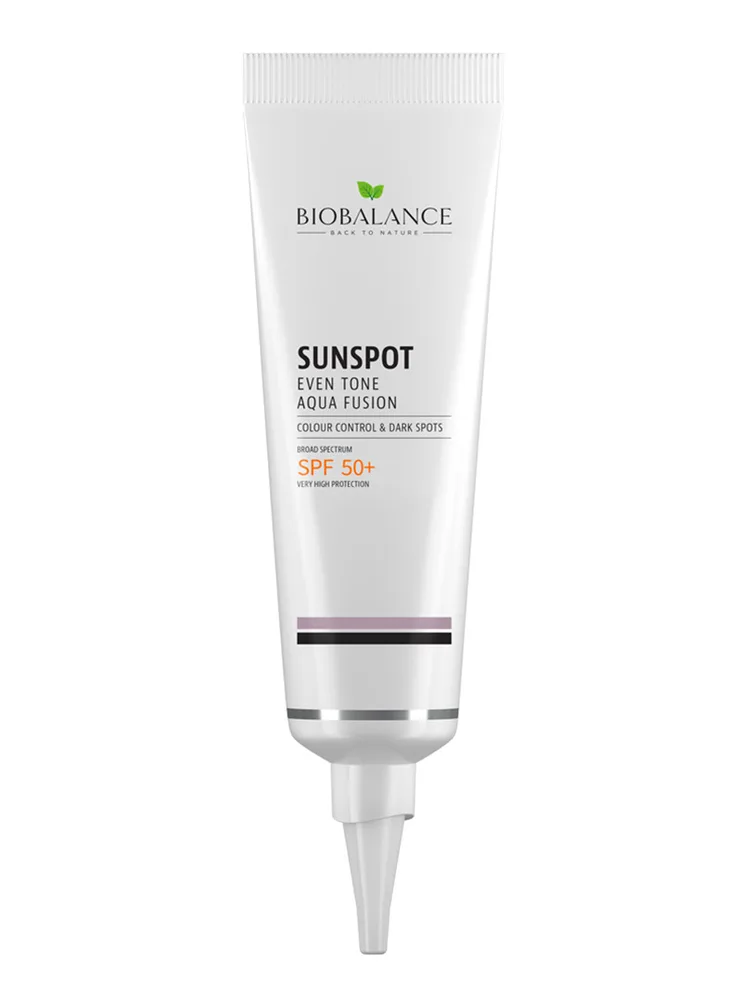 BIOBALANCE
BACK TO NATURE
SUNSPOT
EVEN TONE
AQUA FUSION
COLOUR CONTROL & DARK SPOTS
BROAD SPECTRUM
SPF 50+
VERY HIGH PROTECTION